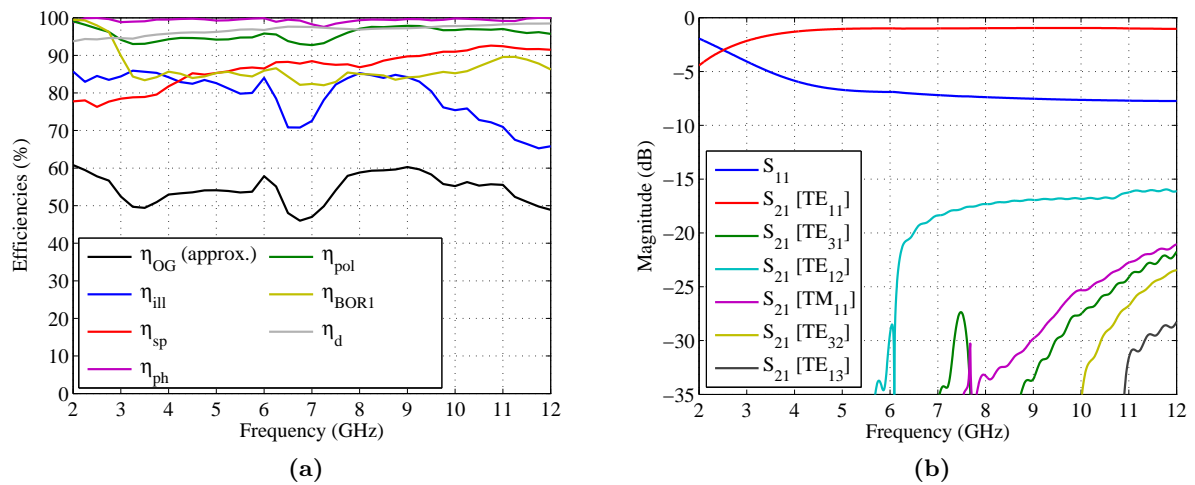 Efficiencies (%)
100
90
80
70
60
50
40
30
20
10
0
η_OG (approx.)
η_ill
η_sp
η_ph
η_pol
η_BOR1
η_d
2 3 4 5 6 7 8 9 10 11 12
Frequency (GHz)
(a)
Magnitude (dB)
0
−5
−10
−15
−20
−25
−30
−35
S_11
S_21 [TE_11]
S_21 [TE_31]
S_21 [TE_12]
S_21 [TM_11]
S_21 [TE_32]
S_21 [TE_13]
2 3 4 5 6 7 8 9 10 11 12
Frequency (GHz)
(b)